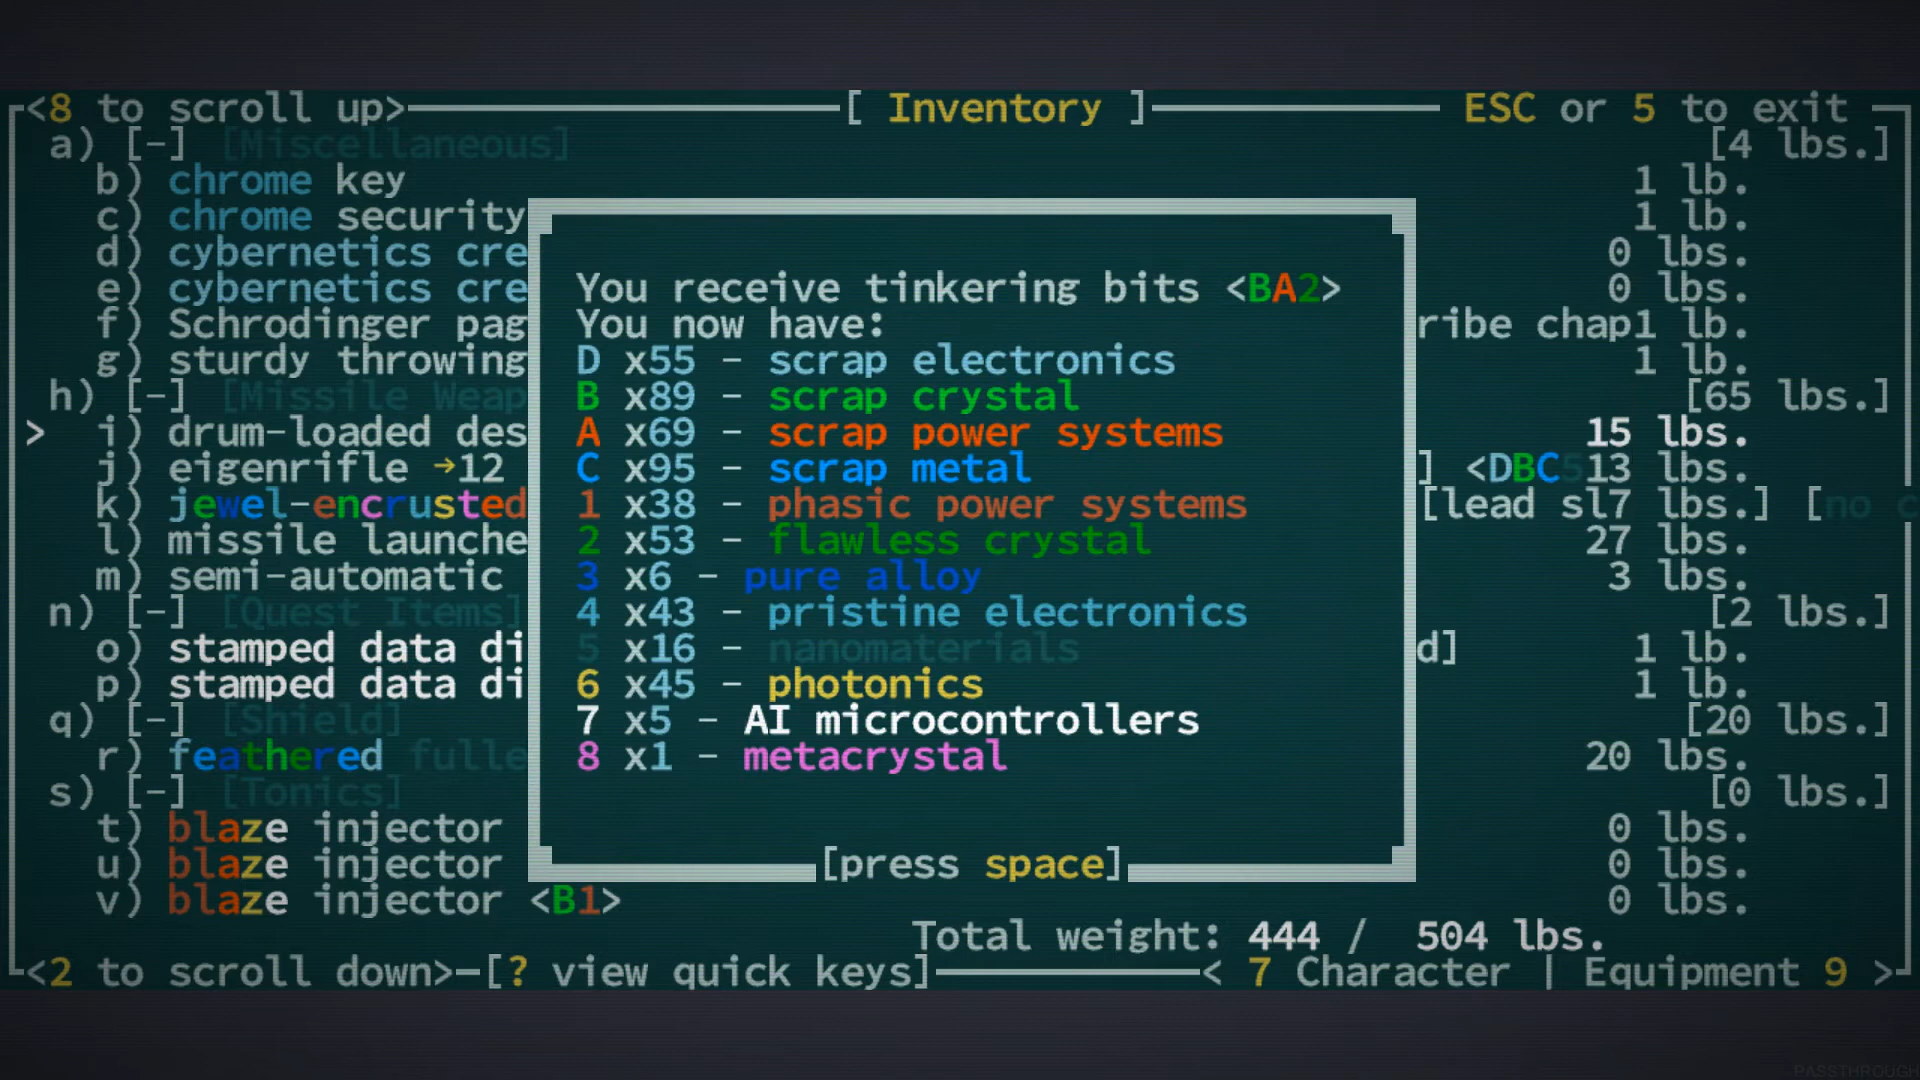 <8 to scroll up> [ Inventory ] ESC or 5 to exit
a) [-] [Miscellaneous] [4 lbs.]
b) chrome key 1 lb.
c) chrome security 1 lb.
d) cybernetics cre 0 lbs.
e) cybernetics cre 0 lbs.
f) Schrodinger pag ribe chap1 lb.
g) sturdy throwing 1 lb.
h) [-] [Missile Weap [65 lbs.]
> i) drum-loaded des 15 lbs.
j) eigenrifle →12 ] <DBC513 lbs.
k) jewel-encrusted [lead sl7 lbs.] [no c
l) missile launche 27 lbs.
m) semi-automatic 3 lbs.
n) [-] [Quest Items] [2 lbs.]
o) stamped data di d] 1 lb.
p) stamped data di 1 lb.
q) [-] [Shield] [20 lbs.]
r) feathered fulle 20 lbs.
s) [-] [Tonics] [0 lbs.]
t) blaze injector 0 lbs.
u) blaze injector 0 lbs.
v) blaze injector <B1> 0 lbs.
Total weight: 444 / 504 lbs.
<2 to scroll down> [? view quick keys] < 7 Character | Equipment 9 >
You receive tinkering bits <BA2>
You now have:
D x55 - scrap electronics
B x89 - scrap crystal
A x69 - scrap power systems
C x95 - scrap metal
1 x38 - phasic power systems
2 x53 - flawless crystal
3 x6 - pure alloy
4 x43 - pristine electronics
5 x16 - nanomaterials
6 x45 - photonics
7 x5 - AI microcontrollers
8 x1 - metacrystal
[press space]
PASSTHROUGH